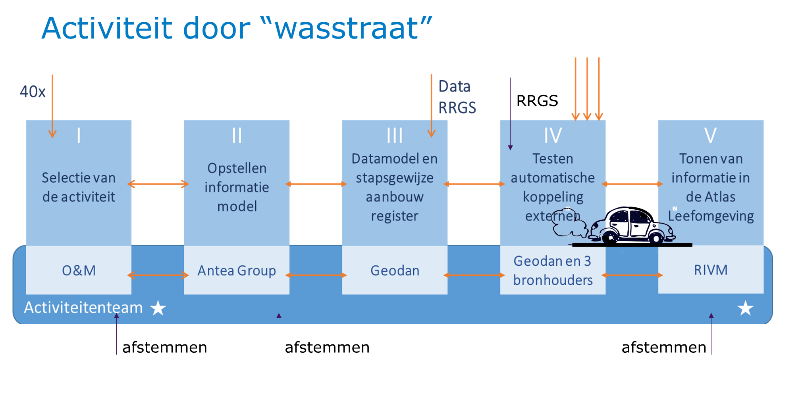 Activiteit door “wasstraat”
40x
Data
RRGS
RRGS
I
Selectie van
de activiteit
II
Opstellen
informatie
model
III
Datamodel en
stapsgewijze
aanbouw
register
IV
Testen
automatische
koppeling
externen
V
Tonen van
informatie in
de Atlas
Leefomgeving
O&M
Antea Group
Geodan
Geodan en 3
bronhouders
RIVM
Activiteitenteam
afstemmen
afstemmen
afstemmen